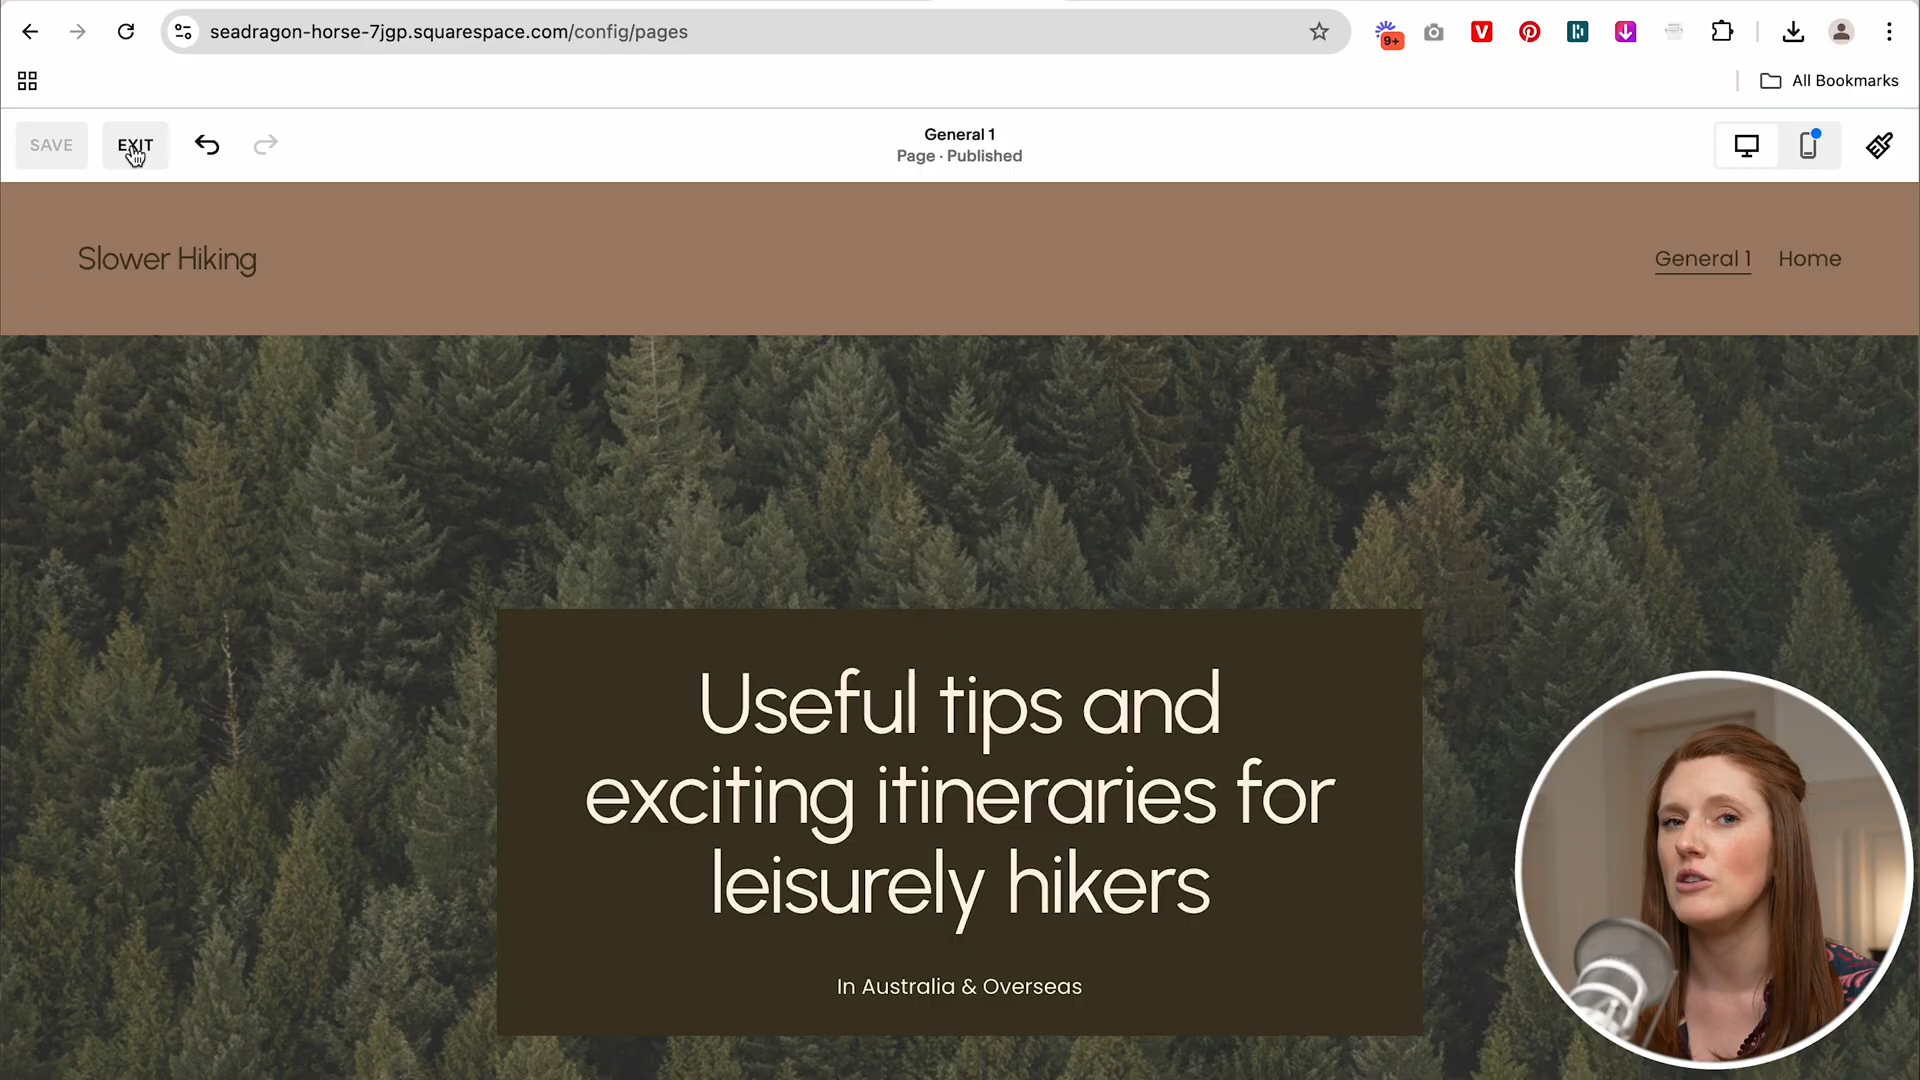 seadragon-horse-7jgp.squarespace.com/config/pages
9+
V
All Bookmarks
SAVE
EXIT
General 1
Page · Published
Slower Hiking
General 1
Home
Useful tips and
exciting itineraries for
leisurely hikers
In Australia & Overseas